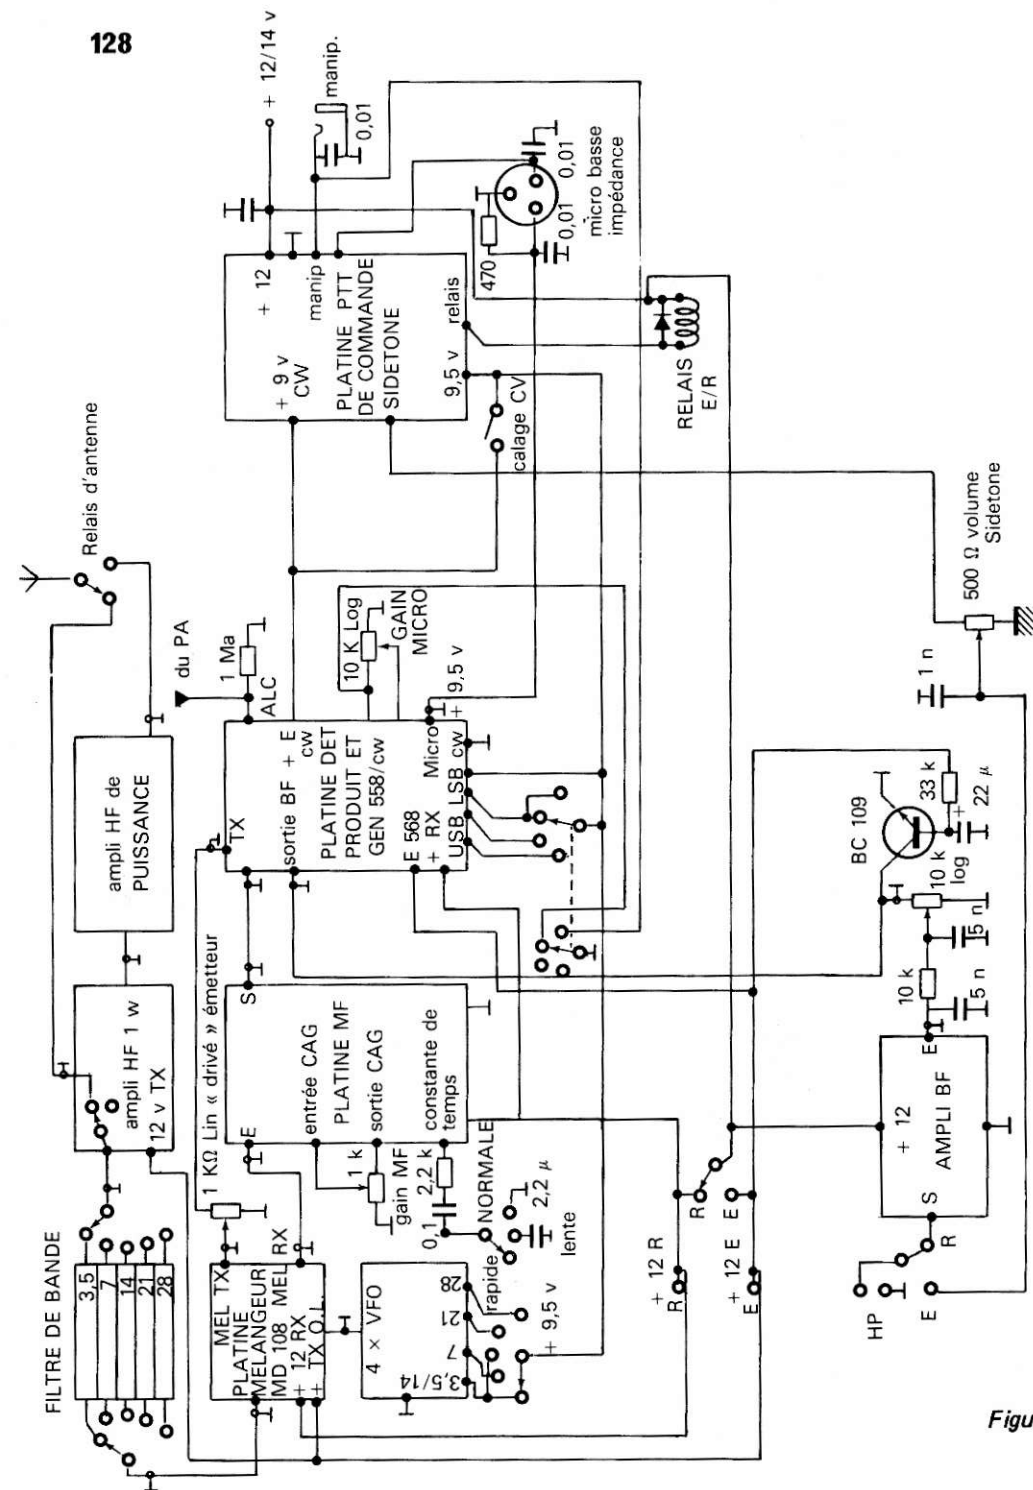 128
+ 12/14 v
manip.
0,01
0,01
0,01
micro basse
impédance
470
+ 12
manip
+ 9 v
CW
PLATINE PTT
DE COMMANDE
SIDETONE
relais
9,5 v
RELAIS
E/R
calage CV
Relais d'antenne
500 Ω volume
Sidetone
1 n
du PA
1 Ma
ALC
10 K Log
GAIN
MICRO
+ 9,5 v
TX
sortie BF + E
cw
PLATINE DET
PRODUIT ET
GEN 558/cw
Micro
E 568
+ RX
USB LSB cw
ampli HF de
PUISSANCE
BC 109
33 k
22 µ
+
10 k
log
5 n
10 k
5 n
ampli HF 1 w
12 v TX
1 KΩ Lin « drivé » émetteur
S
E
entrée CAG
PLATINE MF
sortie CAG
constante de
temps
1 k
gain MF
2,2 k
0,1
NORMALE
2,2 µ
lente
rapide
E
+ 12
AMPLI BF
S
R
E
HP
R
E
+ 12 R
R
+ 12 E
E
FILTRE DE BANDE
3,5
7
14
21
28
MEL TX
PLATINE
MELANGEUR
MD 108 MEL RX
+ 12 RX
+ TX O.L
4 × VFO
28
21
7
3,5/14
+ 9,5 v
Figu